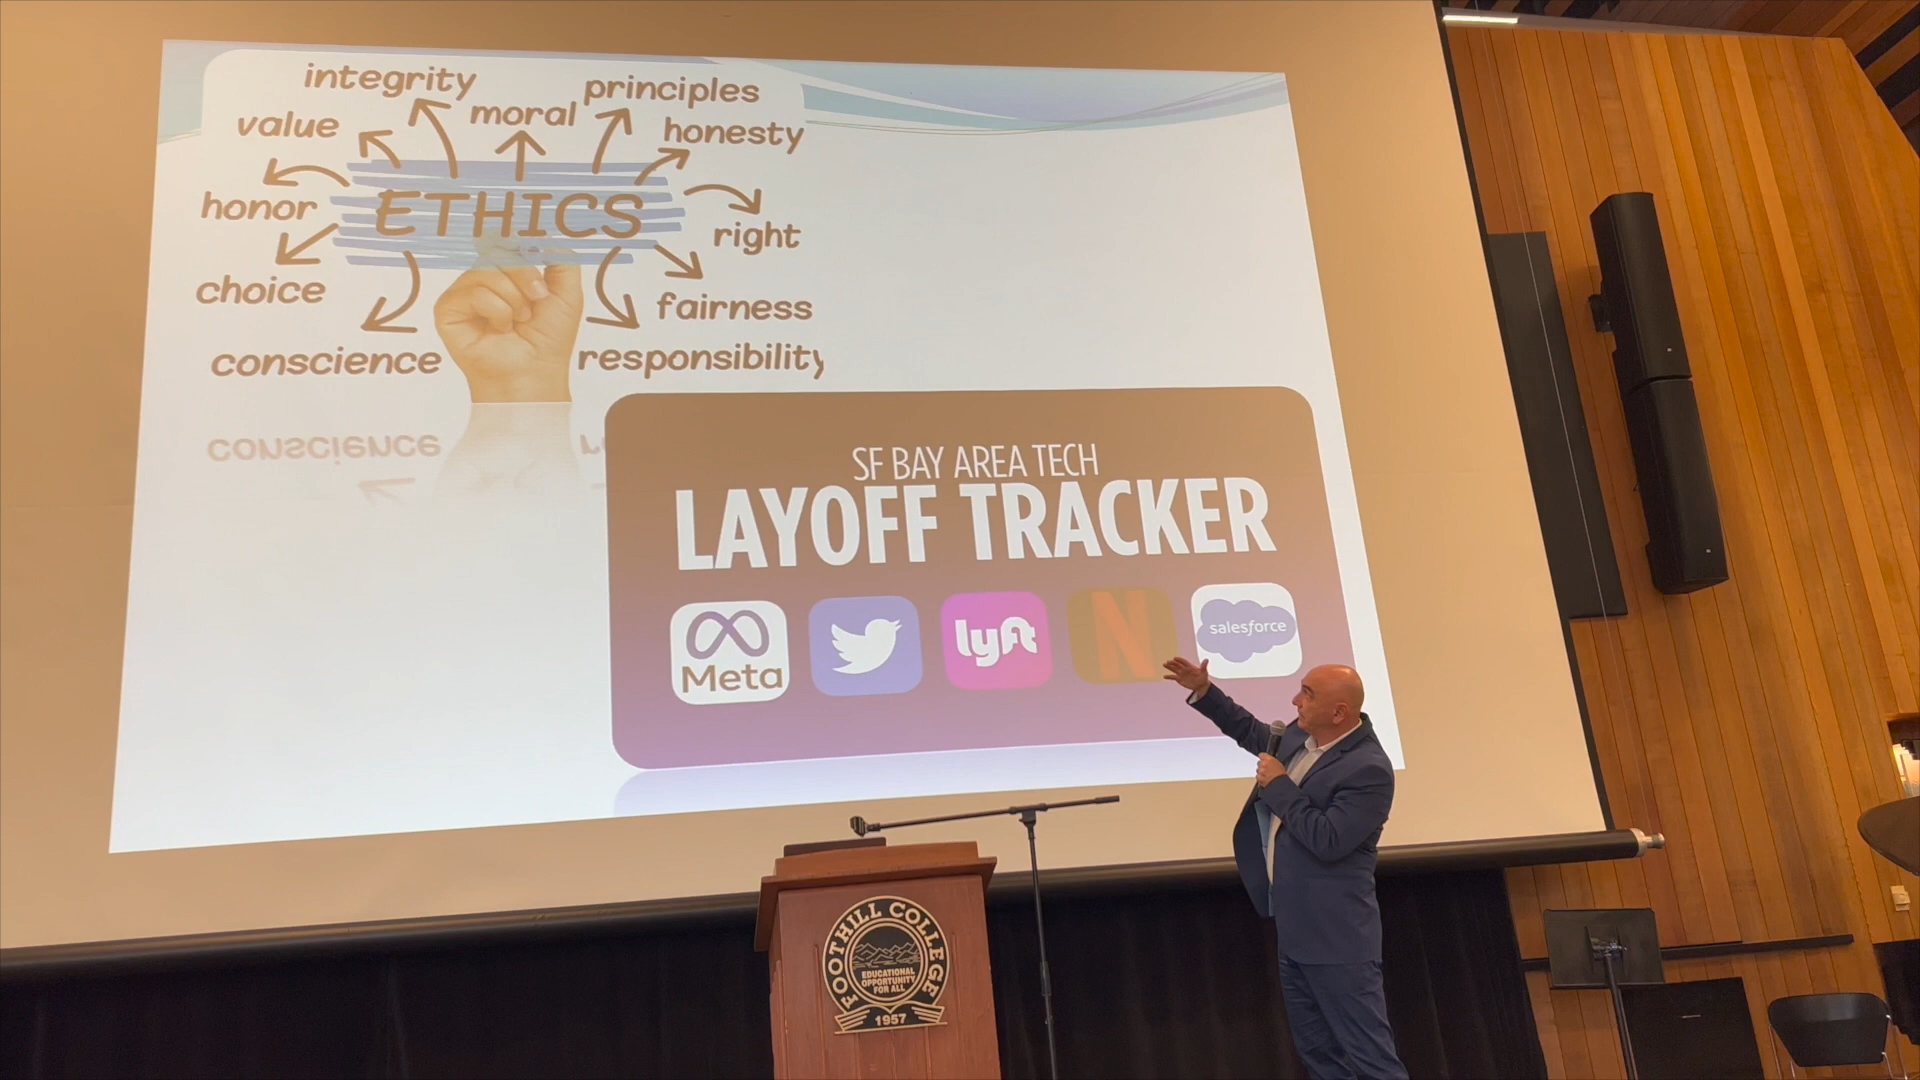 integrity
principles
moral
value
honesty
honor
ETHICS
right
choice
fairness
conscience
responsibility
conscience
SF BAY AREA TECH
LAYOFF TRACKER
Meta
lyft
N
salesforce
FOOTHILL COLLEGE
EDUCATIONAL
OPPORTUNITY
FOR ALL
1957